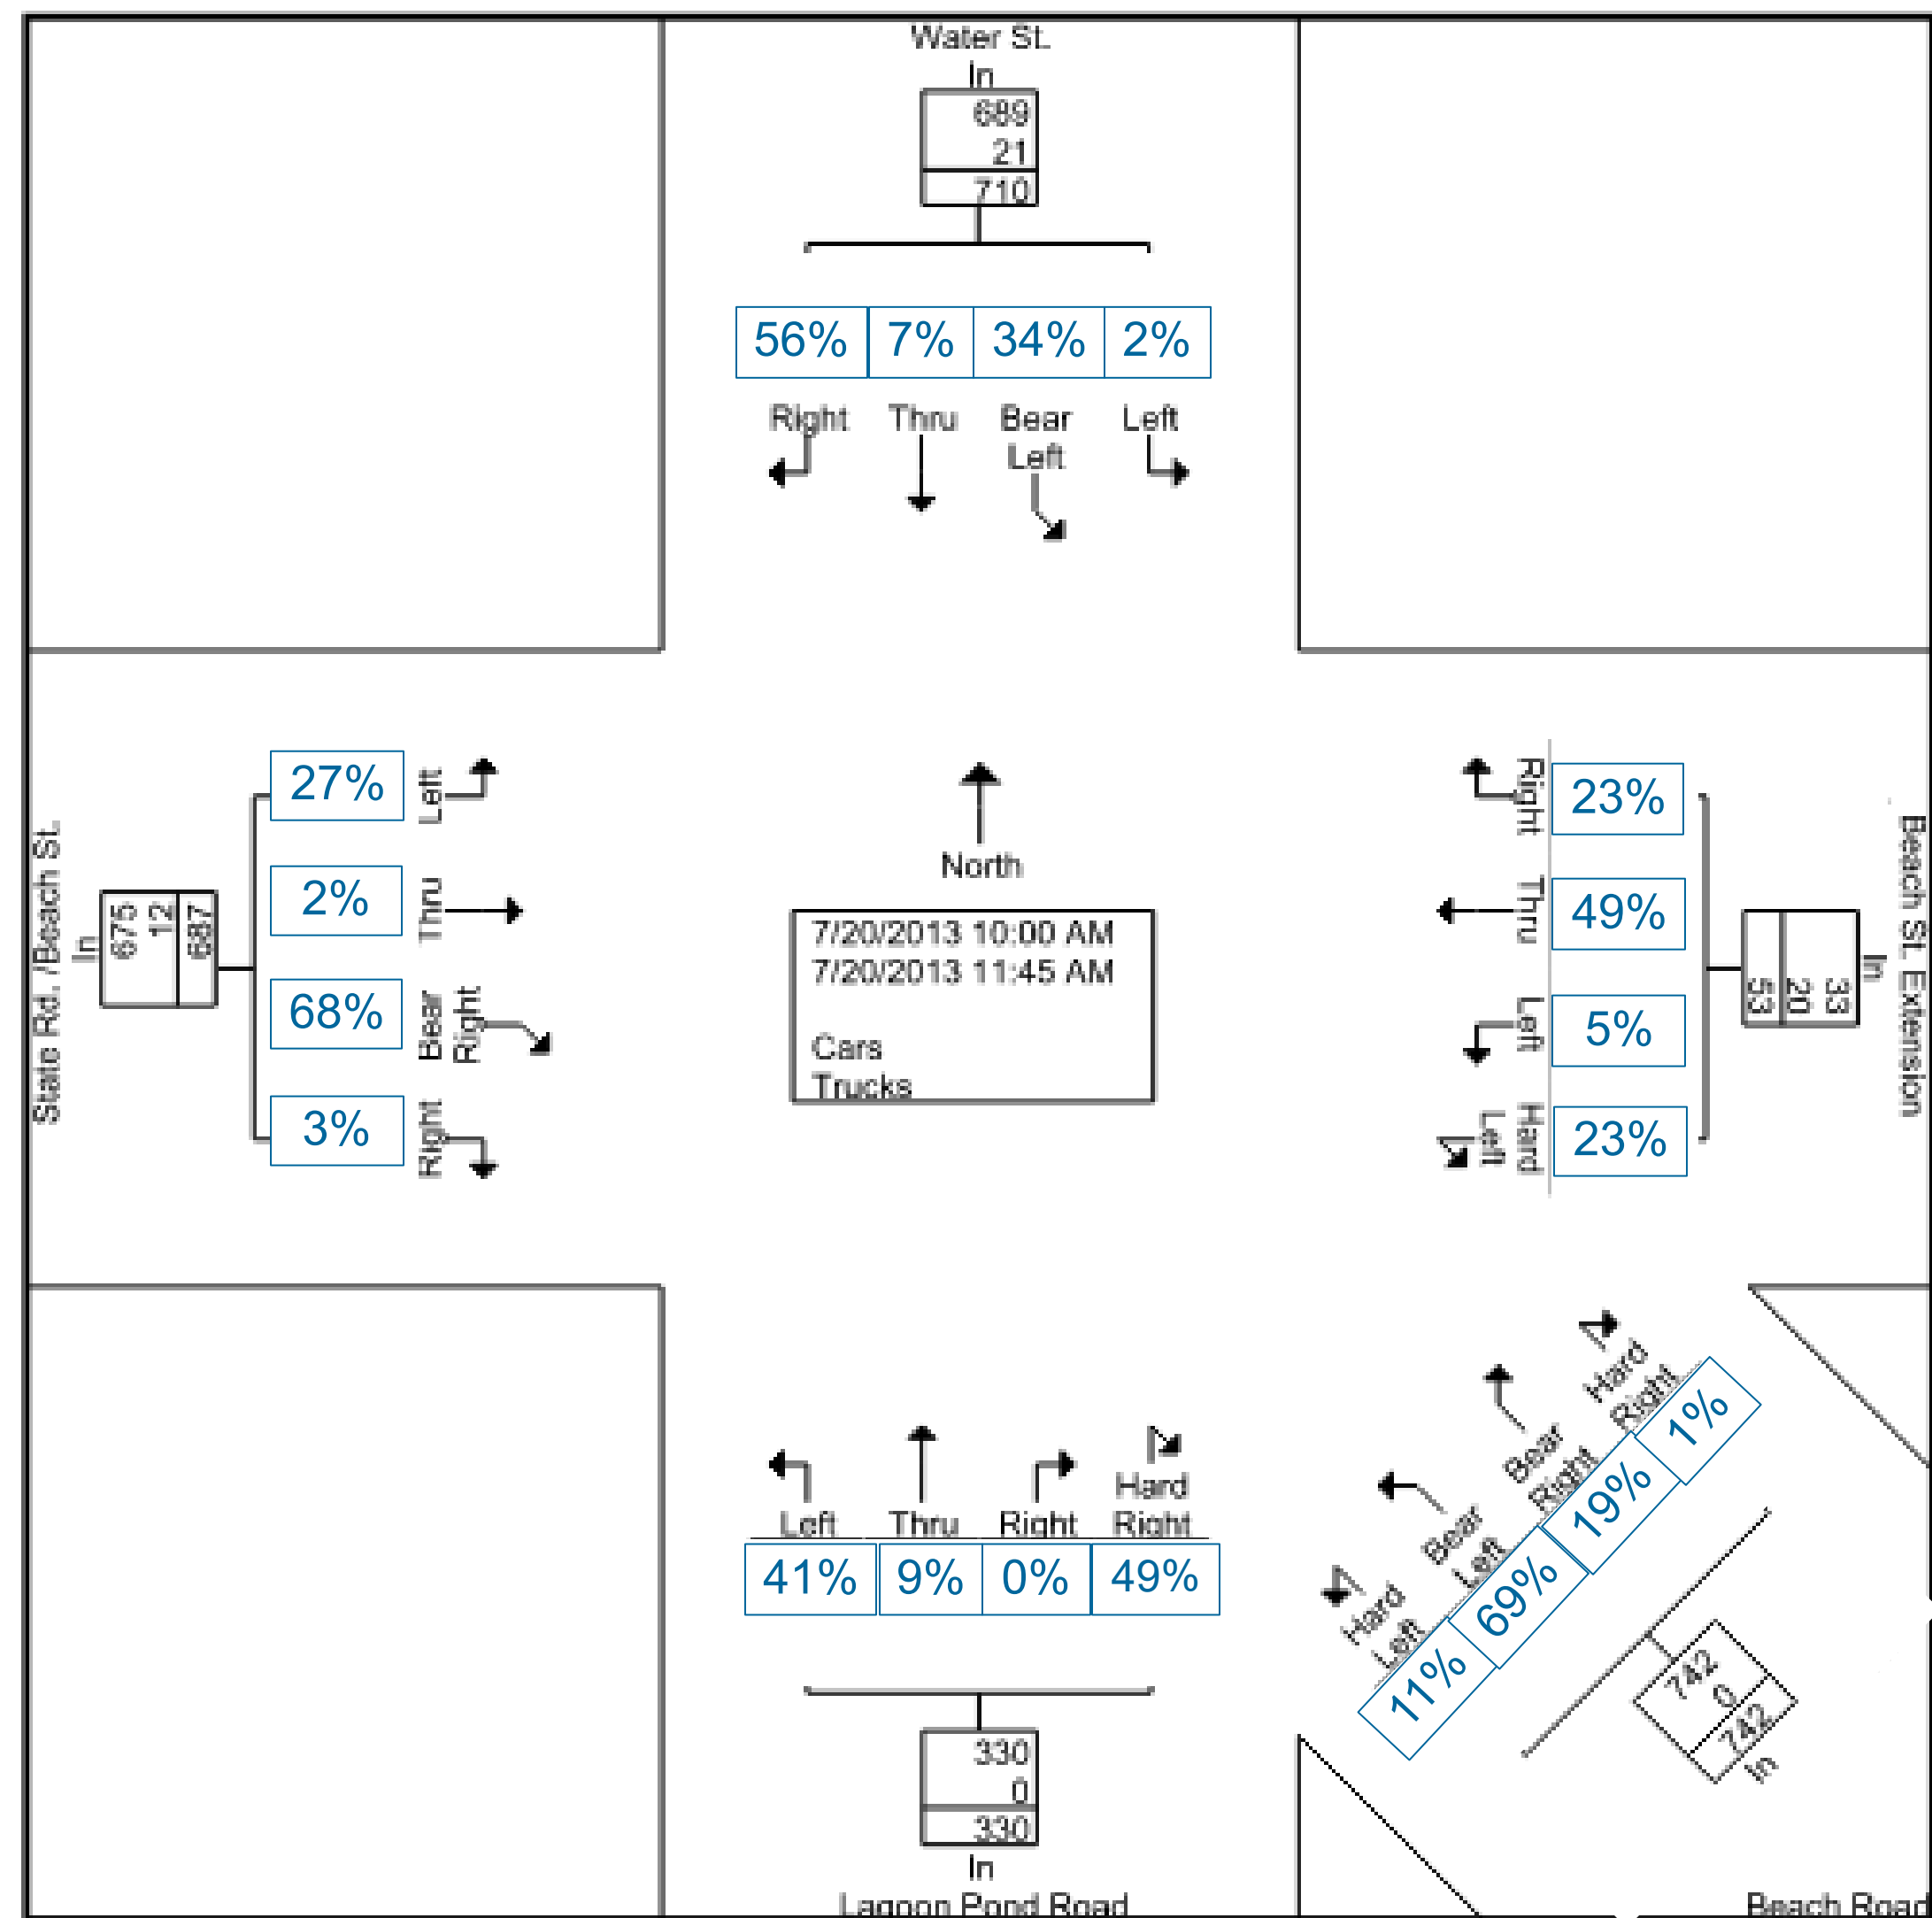 Water St.
In
689
21
710
56% 7% 34% 2%
Right Thru Bear Left
Left
State Rd. /Beach St.
In
675
12
687
27%
Left
2%
Thru
68%
Bear
Right
3%
Right
North
7/20/2013 10:00 AM
7/20/2013 11:45 AM
Cars
Trucks
Right
23%
Thru
49%
Left
5%
Hard
Left
23%
33
20
53
In
Beach St. Extension
Hard
Left Thru Right Right
41% 9% 0% 49%
330
0
330
In
Lagoon Pond Road
Hard
Left
11%
Bear
Left
69%
Bear
Right
19%
Hard
Right
1%
742
0
742
In
Beach Road